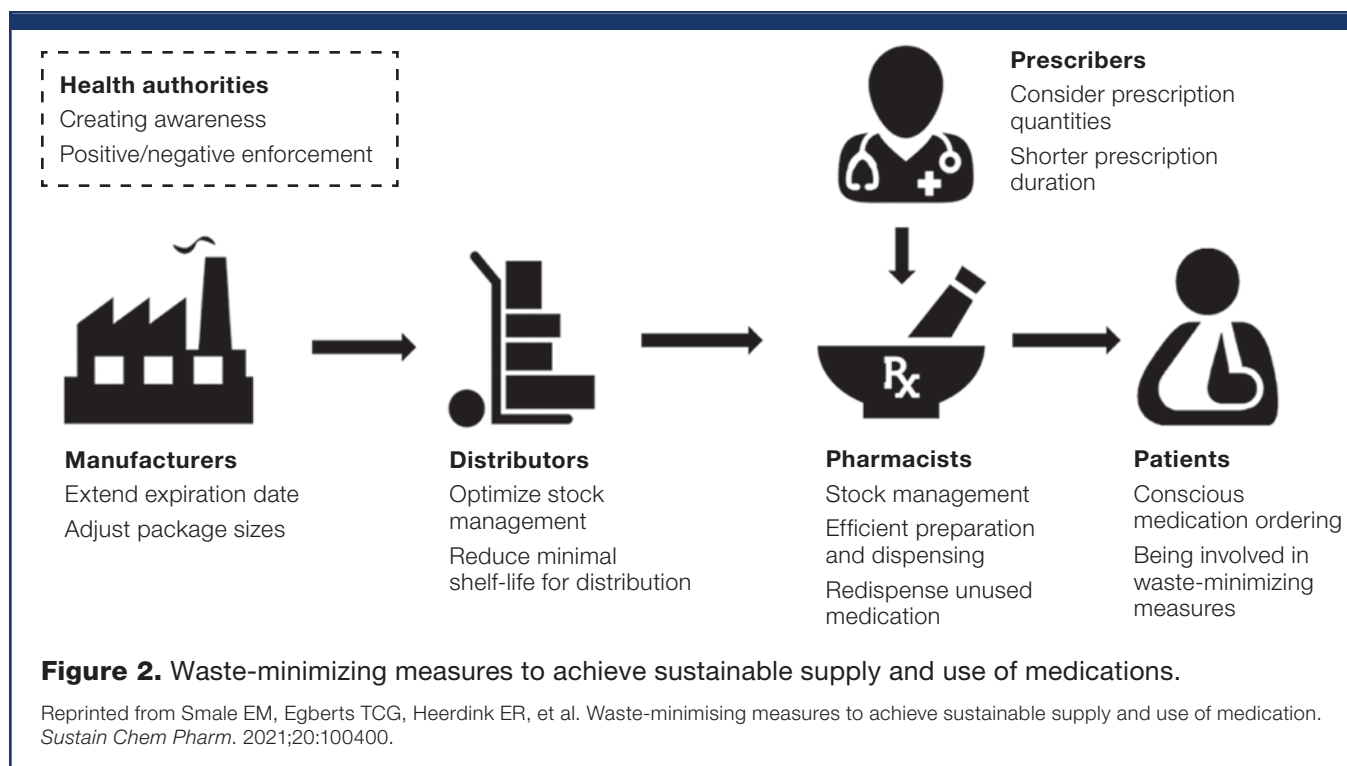 Health authorities
Creating awareness
Positive/negative enforcement
Prescribers
Consider prescription
quantities
Shorter prescription
duration
Rx
Manufacturers
Extend expiration date
Adjust package sizes
Distributors
Optimize stock
management
Reduce minimal
shelf-life for distribution
Pharmacists
Stock management
Efficient preparation
and dispensing
Redispense unused
medication
Patients
Conscious
medication ordering
Being involved in
waste-minimizing
measures
Figure 2. Waste-minimizing measures to achieve sustainable supply and use of medications.
Reprinted from Smale EM, Egberts TCG, Heerdink ER, et al. Waste-minimising measures to achieve sustainable supply and use of medication.
Sustain Chem Pharm. 2021;20:100400.